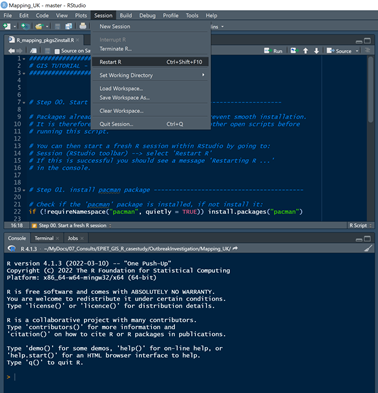 Mapping_UK - master - RStudio
File Edit Code View Plots Session Build Debug Profile Tools Help
New Session
Interrupt R
Terminate R...
Restart R Ctrl+Shift+F10
Set Working Directory
Load Workspace...
Save Workspace As...
Clear Workspace...
Quit Session... Ctrl+Q
R_mapping_pkgs2install.R
Source on Sa
Run Source
1 ####################
2 # GIS TUTORIAL -
3 ####################
4
5
6
7 # Step 00. Start
8
9 # Packages alread event smooth installation.
10 # It is therefore other open scripts before
11 # running this script.
12
13 # You can then start a fresh R session within RStudio by going to:
14 # Session (RStudio toolbar) --> select 'Restart R'
15 # If this is successful you should see a message 'Restarting R ...'
16 # in the console.
17
18
19 # Step 01. install pacman package ----------------------------------------
20
21 # Check if the 'pacman' package is installed, if not install it:
22 if (!requireNamespace("pacman", quietly = TRUE)) install.packages("pacman")
16:18 Step 00. Start a fresh R session R Script
Console Terminal Jobs
R 4.1.3 · ~/MyDocs/07_Consults/EPIET_GIS_R_casestudy/OutbreakInvestigation/Mapping_UK/
R version 4.1.3 (2022-03-10) -- "One Push-Up"
Copyright (C) 2022 The R Foundation for Statistical Computing
Platform: x86_64-w64-mingw32/x64 (64-bit)
R is free software and comes with ABSOLUTELY NO WARRANTY.
You are welcome to redistribute it under certain conditions.
Type 'license()' or 'licence()' for distribution details.
R is a collaborative project with many contributors.
Type 'contributors()' for more information and
'citation()' on how to cite R or R packages in publications.
Type 'demo()' for some demos, 'help()' for on-line help, or
'help.start()' for an HTML browser interface to help.
Type 'q()' to quit R.
>